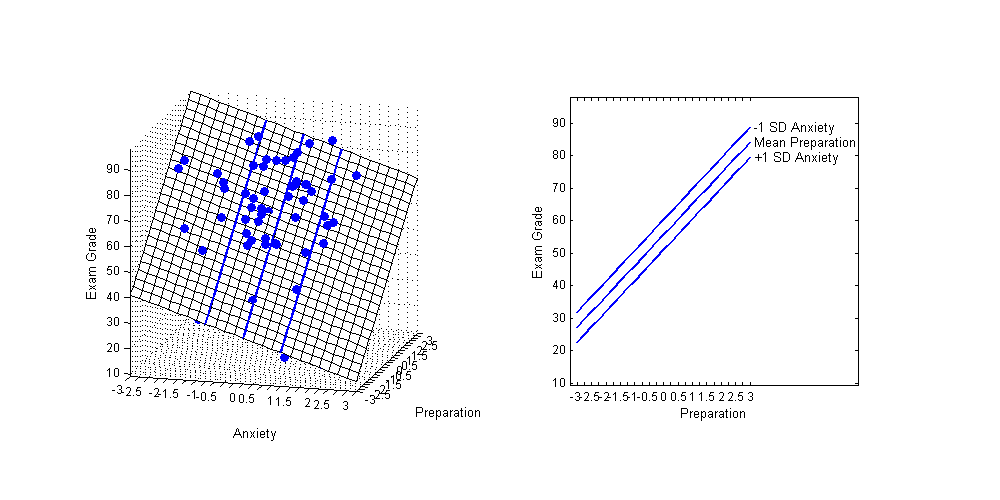 90
80
70
60
50
40
30
20
10
Exam Grade
-3 2.5 -2 1.5 -1 -0.5 0 0.5 1 1.5 2 2.5 3
Anxiety
Preparation
90
80
70
60
50
40
30
20
10
Exam Grade
-1 SD Anxiety
Mean Preparation
+1 SD Anxiety
-3 -2.5 -2 -1.5 -1 -0.5 0 0.5 1 1.5 2 2.5 3
Preparation